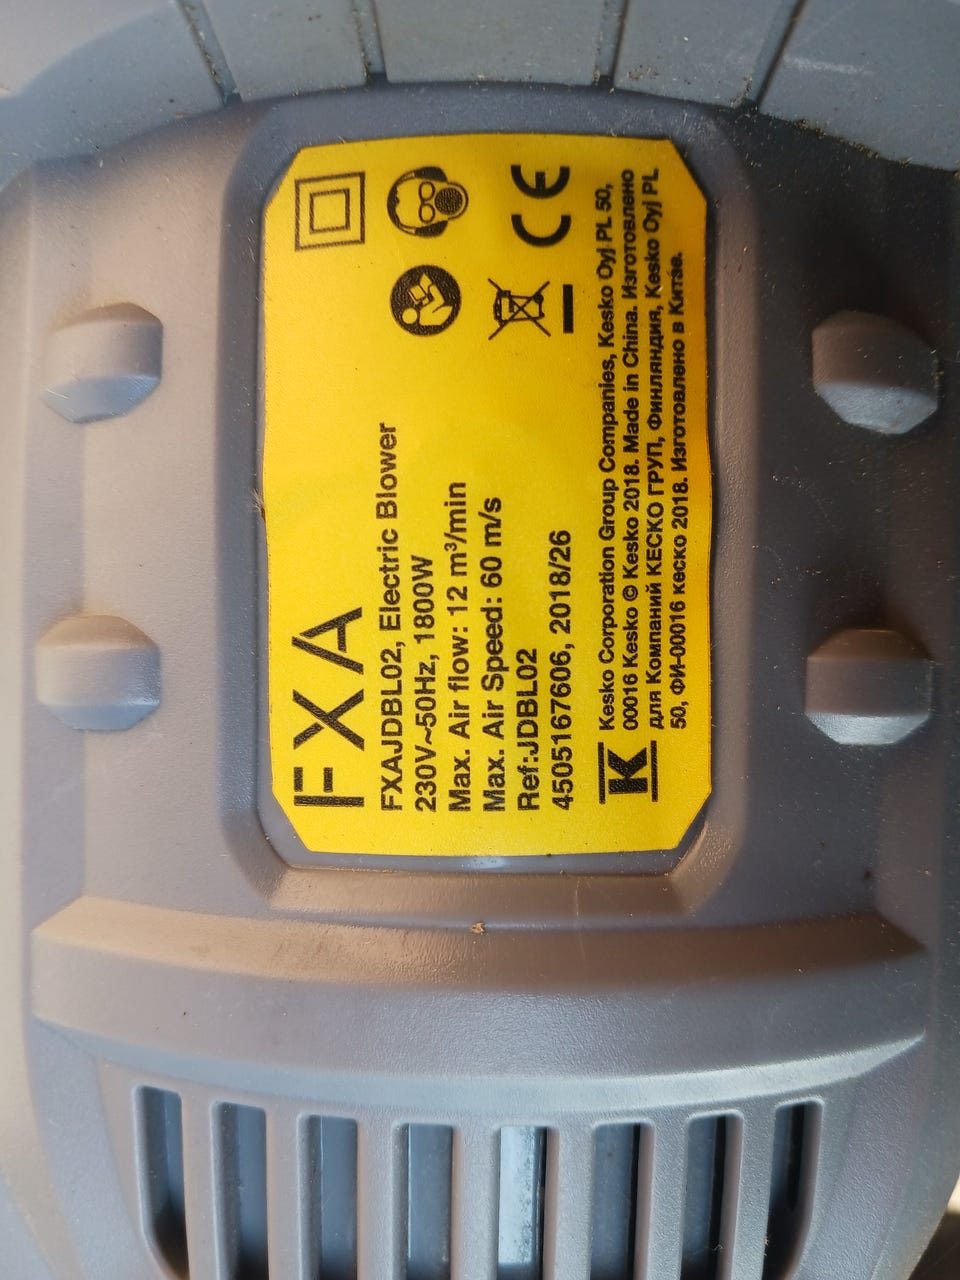 FXA
FXAJDBL02, Electric Blower
230V~50Hz, 1800W
Max. Air flow: 12 m³/min
Max. Air Speed: 60 m/s
Ref:JDBL02
4505167606, 2018/26
CE
K
Kesko Corporation Group Companies, Kesko Oyj PL 50,
00016 Kesko © Kesko 2018. Made in China. Изготовлено
для Компаний КЕСКО ГРУП, Финляндия, Kesko Oyj PL
50, ФИ-00016 кеско 2018. Изготовлено в Китае.